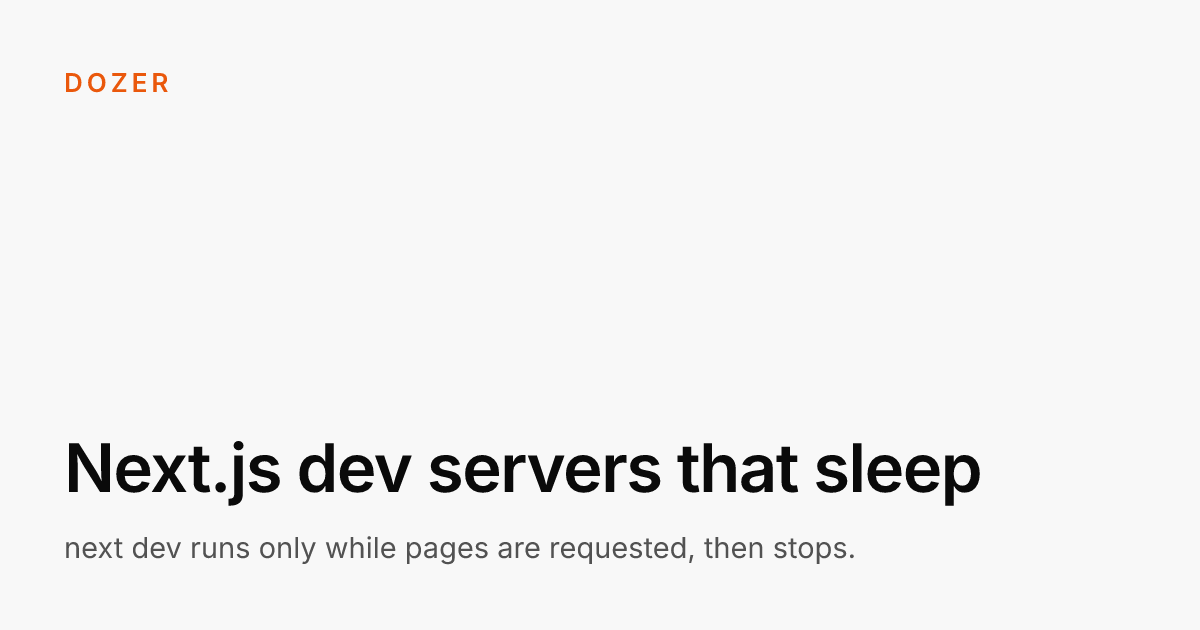 DOZER
Next.js dev servers that sleep
next dev runs only while pages are requested, then stops.